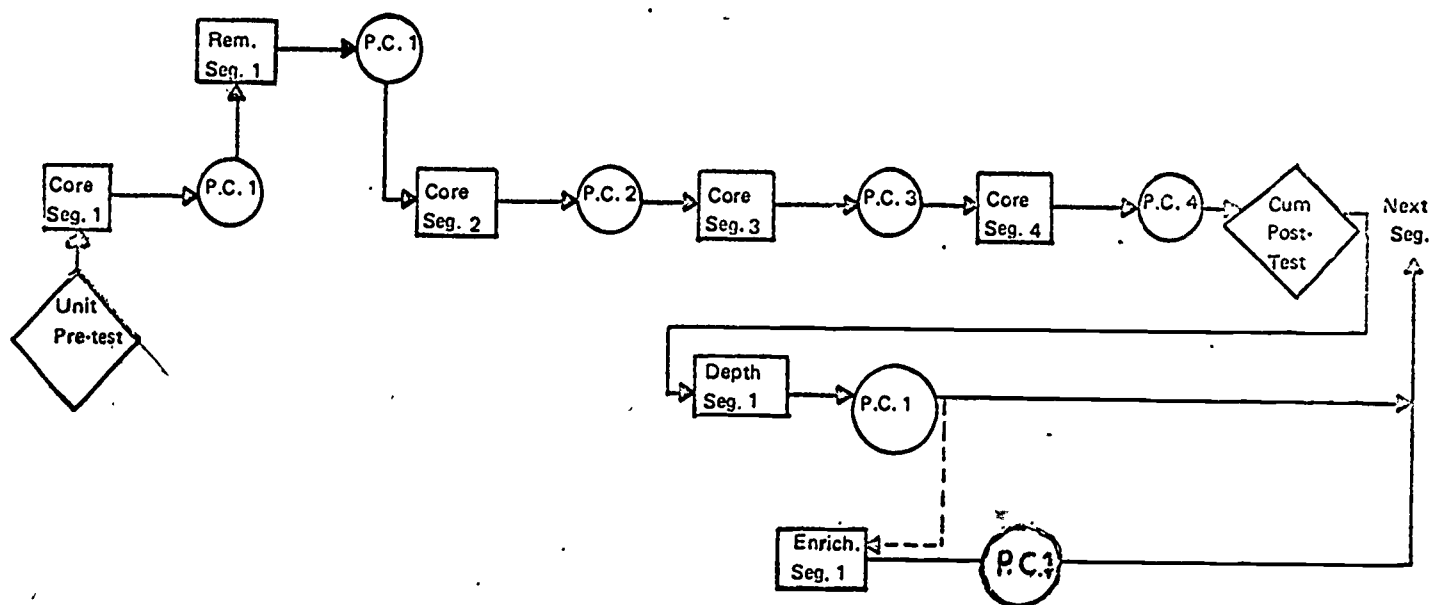 Rem.
Seg. 1
P.C. 1
Core
Seg. 1
P.C. 1
Core
Seg. 2
P.C. 2
Core
Seg. 3
P.C. 3
Core
Seg. 4
P.C. 4
Cum
Post-
Test
Next
Seg.
Unit
Pre-test
Depth
Seg. 1
P.C. 1
Enrich.
Seg. 1
P.C.1